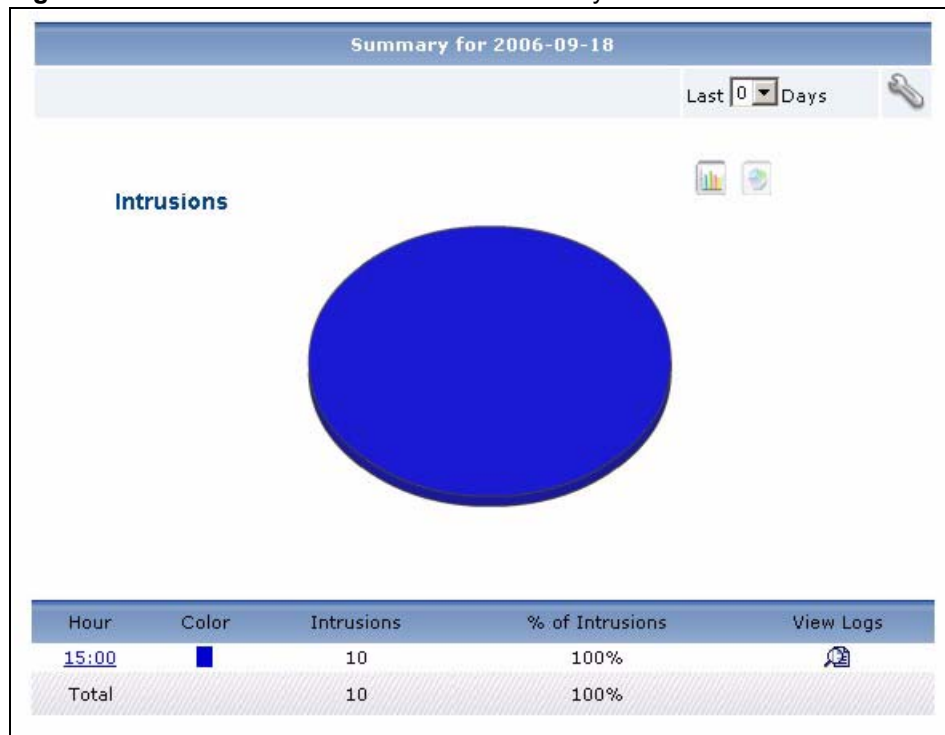 Summary for 2006-09-18
Last 0 Days
Intrusions
Hour Color Intrusions % of Intrusions View Logs
15:00 10 100%
Total 10 100%